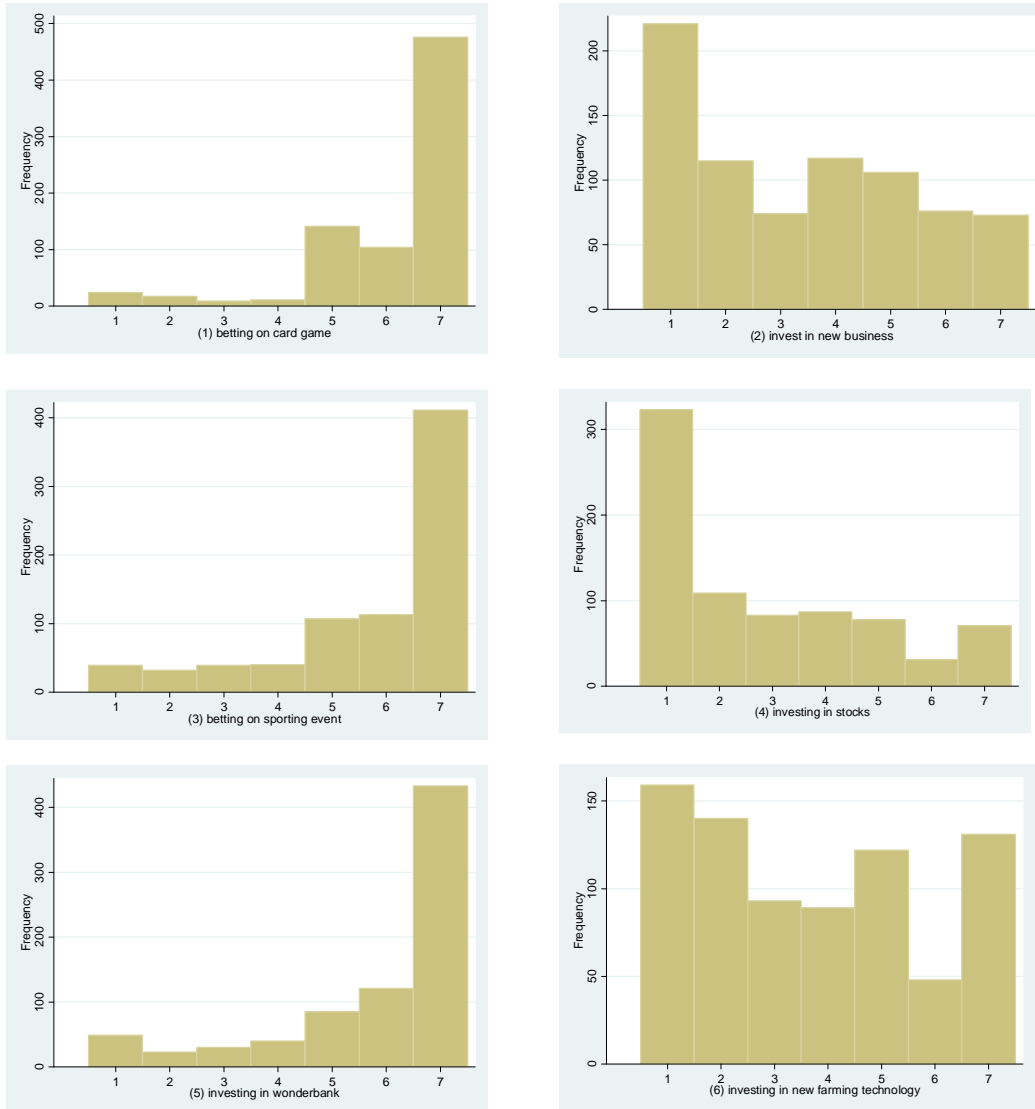 500
400
300
200
100
0
Frequency
1 2 3 4 5 6 7
(1) betting on card game
200
150
100
50
0
Frequency
1 2 3 4 5 6 7
(2) invest in new business
400
300
200
100
0
Frequency
1 2 3 4 5 6 7
(3) betting on sporting event
300
200
100
0
Frequency
1 2 3 4 5 6 7
(4) investing in stocks
400
300
200
100
0
Frequency
1 2 3 4 5 6 7
(5) investing in wonderbank
150
100
50
0
Frequency
1 2 3 4 5 6 7
(6) investing in new farming technology